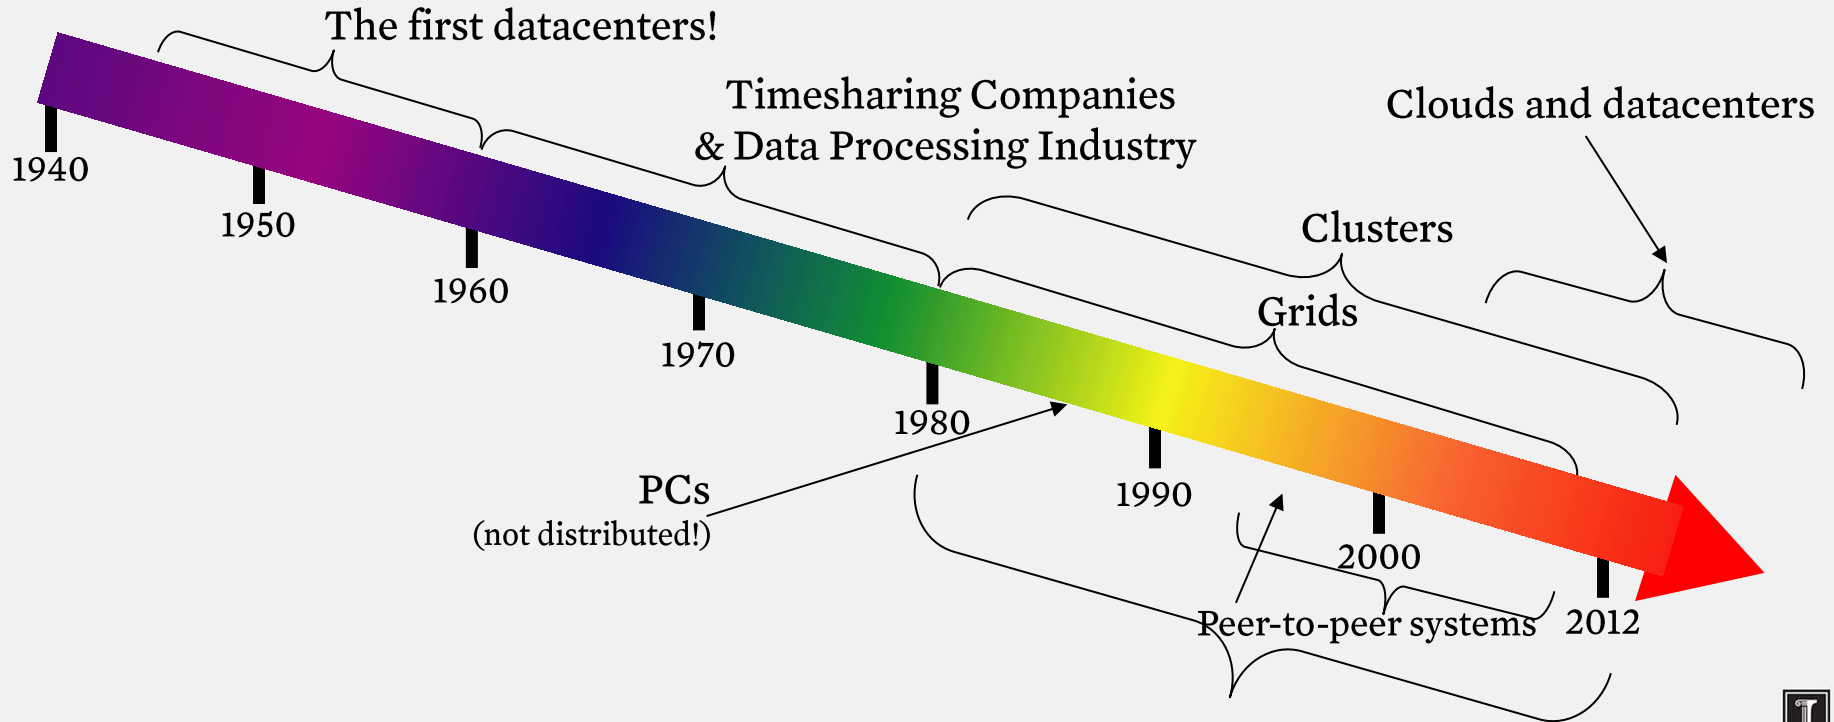 The first datacenters!
Timesharing Companies
& Data Processing Industry
Clouds and datacenters
Clusters
Grids
1940
1950
1960
1970
1980
1990
2000
2012
PCs
(not distributed!)
Peer-to-peer systems